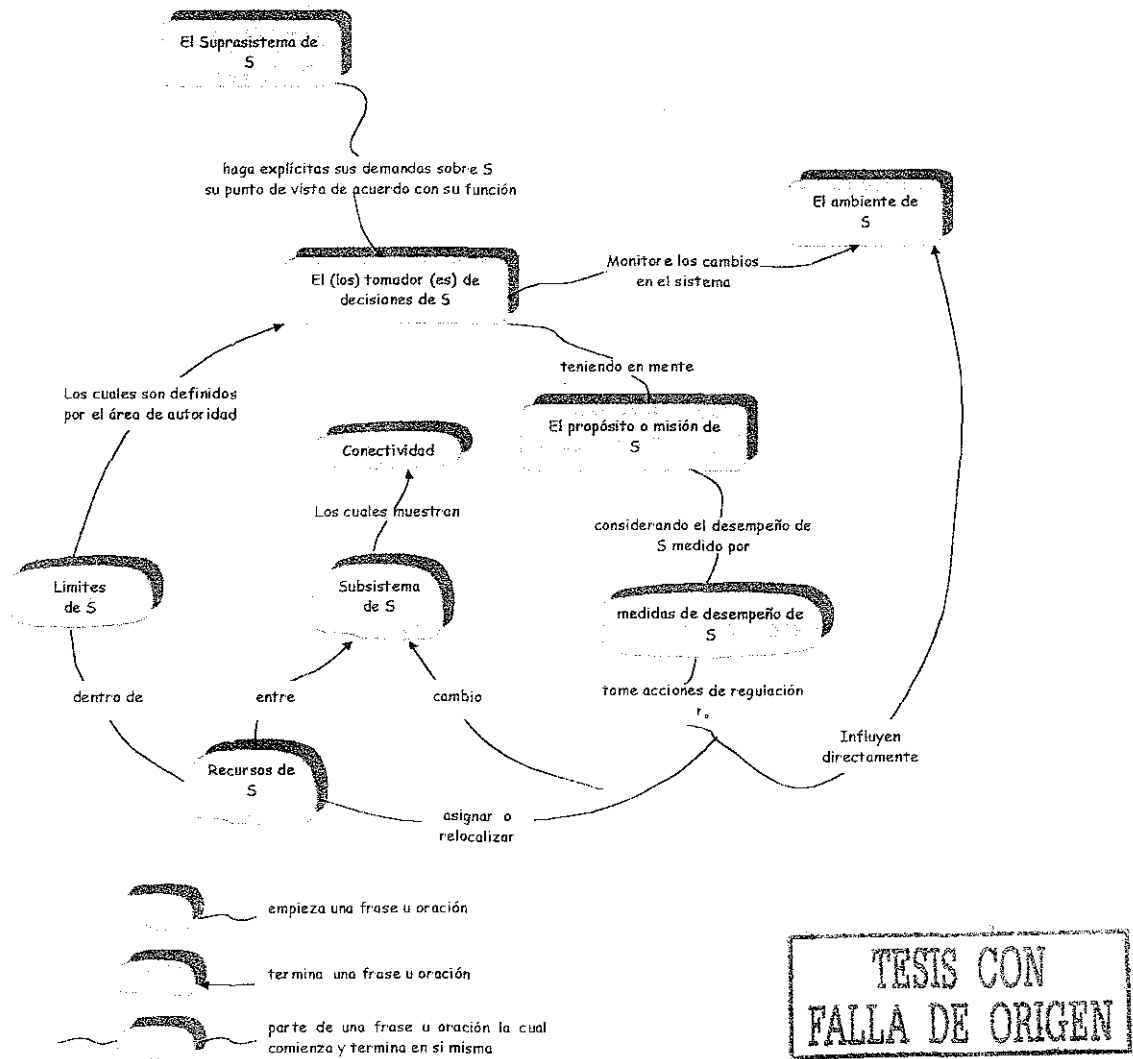 El Suprasistema de
S
haga explícitas sus demandas sobre S
su punto de vista de acuerdo con su función
El ambiente de
S
El (los) tomador (es) de
decisiones de S
Monitore los cambios
en el sistema
teniendo en mente
Los cuales son definidos
por el área de autoridad
El propósito o misión de
S
Conectividad
Los cuales muestran
considerando el desempeño de
S medido por
Límites
de S
Subsistema
de S
medidas de desempeño de
S
dentro de
entre
cambio
tome acciones de regulación
r₀
Influyen
directamente
Recursos de
S
asignar o
relocalizar
empieza una frase u oración
termina una frase u oración
parte de una frase u oración la cual
comienza y termina en si misma
TESIS CON
FALLA DE ORIGEN